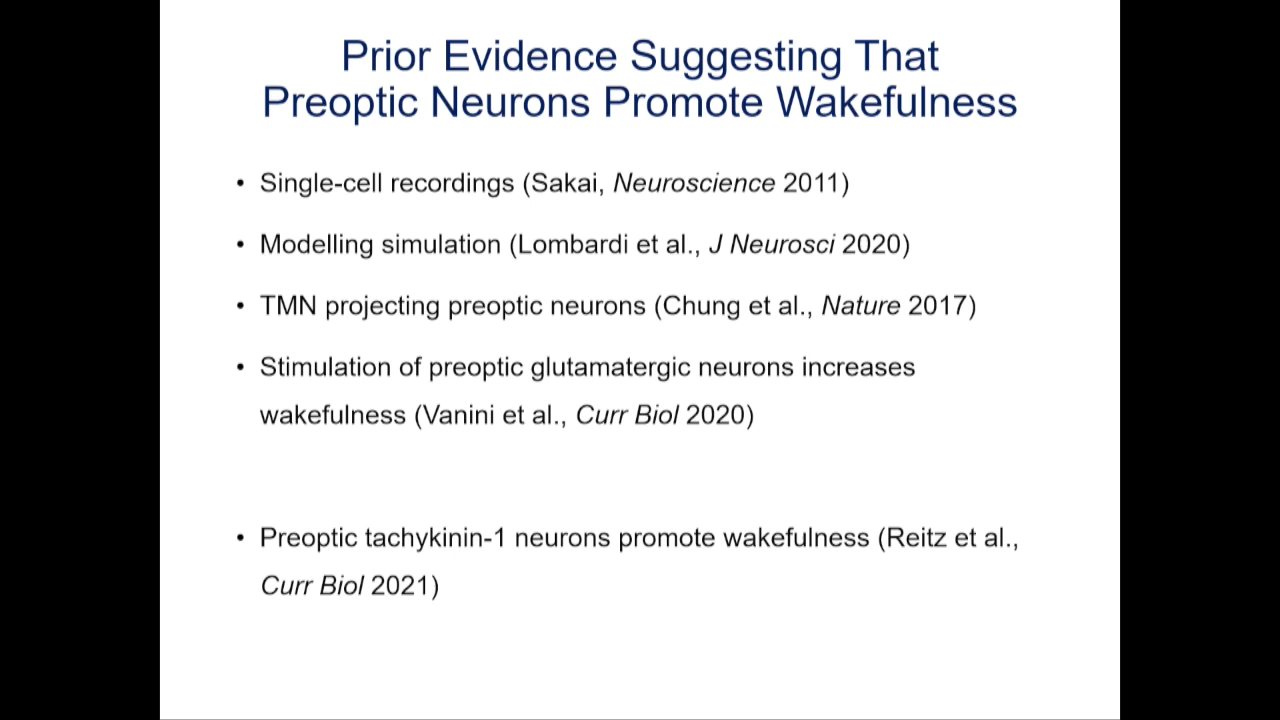 Prior Evidence Suggesting That
Preoptic Neurons Promote Wakefulness
• Single-cell recordings (Sakai, Neuroscience 2011)
• Modelling simulation (Lombardi et al., J Neurosci 2020)
• TMN projecting preoptic neurons (Chung et al., Nature 2017)
• Stimulation of preoptic glutamatergic neurons increases
wakefulness (Vanini et al., Curr Biol 2020)
• Preoptic tachykinin-1 neurons promote wakefulness (Reitz et al.,
Curr Biol 2021)